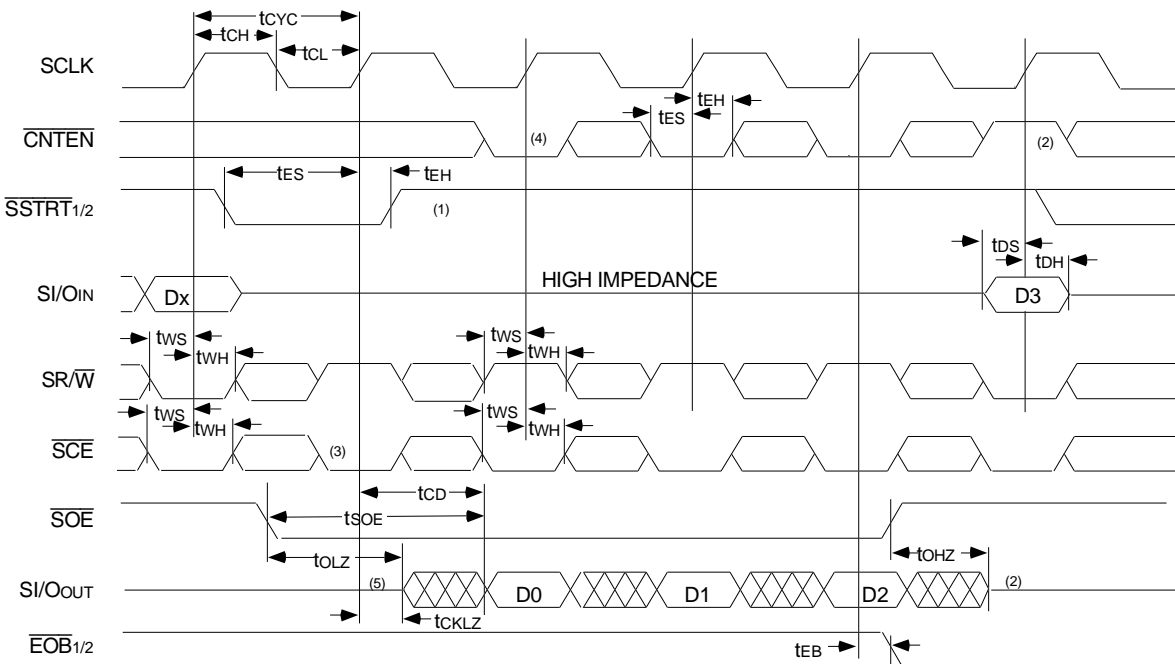 tCYC
tCH
tCL
SCLK
tEH
tES
CNTEN
(4)
(2)
tES
tEH
SSTRT1/2
(1)
tDS
tDH
HIGH IMPEDANCE
SI/OIN
Dx
D3
tWS
tWS
tWH
tWH
SR/W
tWS
tWS
tWH
tWH
SCE
(3)
tCD
SOE
tSOE
tOLZ
tOHZ
SI/OOUT
(5)
D0
D1
D2
(2)
tCKLZ
EOB1/2
tEB